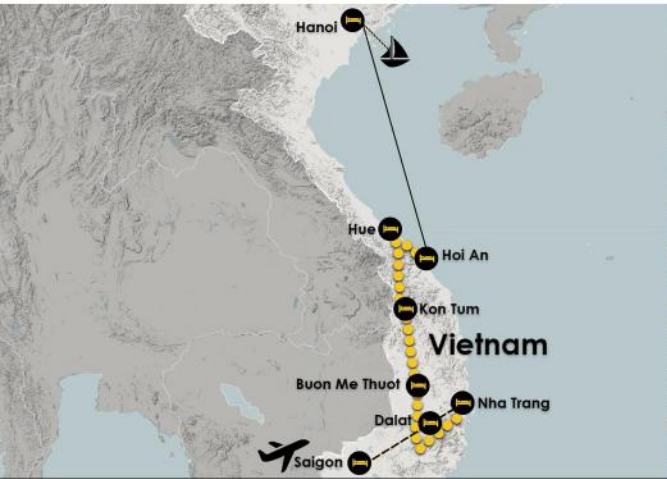 Hanoi
Hue
Hoi An
Kon Tum
Vietnam
Buon Me Thuot
Nha Trang
Dalat
Saigon